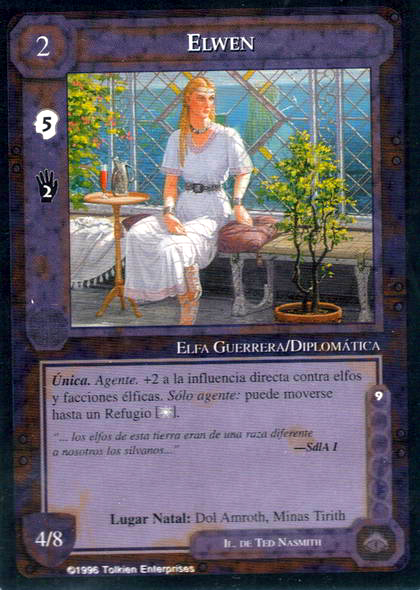 2
ELWEN
5
2
ELFA GUERRERA/DIPLOMÁTICA
Única. Agente. +2 a la influencia directa contra elfos
y facciones élficas. Sólo agente: puede moverse
hasta un Refugio [ ].
9
"... los elfos de esta tierra eran de una raza diferente
a nosotros los silvanos..."
—SdlA I
Lugar Natal: Dol Amroth, Minas Tirith
4/8
IL. DE TED NASMITH
©1996 Tolkien Enterprises